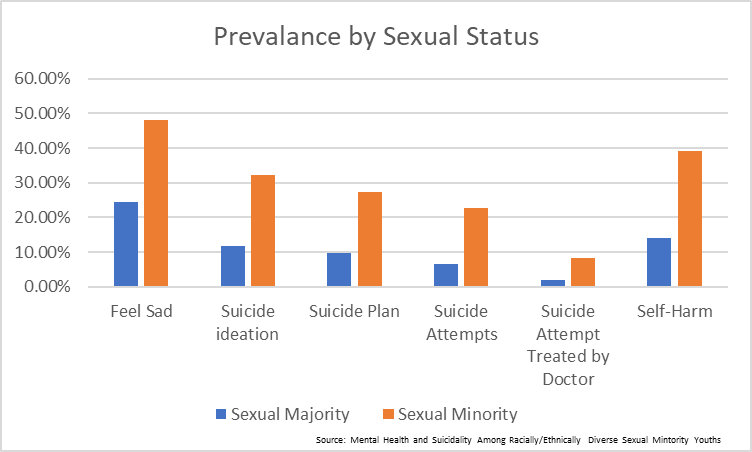 Prevalance by Sexual Status
60.00%
50.00%
40.00%
30.00%
20.00%
10.00%
0.00%
Feel Sad
Suicide
ideation
Suicide Plan
Suicide
Attempts
Suicide
Attempt
Treated by
Doctor
Self-Harm
Sexual Majority
Sexual Minority
Source: Mental Health and Suicidality Among Racially/Ethnically Diverse Sexual Mintority Youths